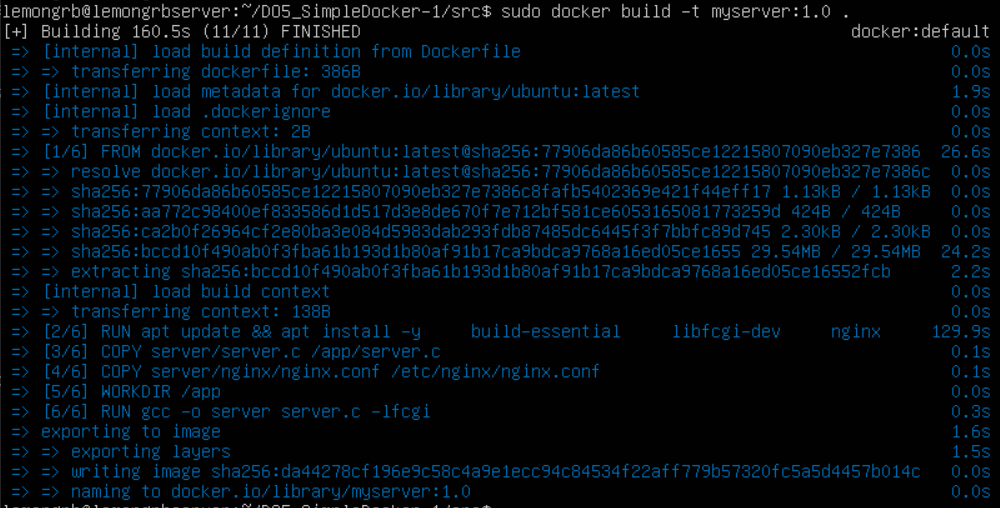 lemongrb@lemongrbserver:~/DO5_SimpleDocker-1/src$ sudo docker build -t myserver:1.0 .
[+] Building 160.5s (11/11) FINISHED docker:default
=> [internal] load build definition from Dockerfile 0.0s
=> => transferring dockerfile: 386B 0.0s
=> [internal] load metadata for docker.io/library/ubuntu:latest 1.9s
=> [internal] load .dockerignore 0.0s
=> => transferring context: 2B 0.0s
=> [1/6] FROM docker.io/library/ubuntu:latest@sha256:77906da86b60585ce12215807090eb327e7386 26.6s
=> => resolve docker.io/library/ubuntu:latest@sha256:77906da86b60585ce12215807090eb327e7386c 0.0s
=> => sha256:77906da86b60585ce12215807090eb327e7386c8fafb5402369e421f44eff17 1.13kB / 1.13kB 0.0s
=> => sha256:aa772c98400ef833586d1d517d3e8de670f7e712bf581ce6053165081773259d 424B / 424B 0.0s
=> => sha256:ca2b0f26964cf2e80ba3e084d5983dab293fdb87485dc6445f3f7bbfc89d745 2.30kB / 2.30kB 0.0s
=> => sha256:bccd10f490ab0f3fba61b193d1b80af91b17ca9bdca9768a16ed05ce1655 29.54MB / 29.54MB 24.2s
=> => extracting sha256:bccd10f490ab0f3fba61b193d1b80af91b17ca9bdca9768a16ed05ce16552fcb 2.2s
=> [internal] load build context 0.0s
=> => transferring context: 138B 0.0s
=> [2/6] RUN apt update && apt install -y build-essential libfcgi-dev nginx 129.9s
=> [3/6] COPY server/server.c /app/server.c 0.1s
=> [4/6] COPY server/nginx/nginx.conf /etc/nginx/nginx.conf 0.1s
=> [5/6] WORKDIR /app 0.0s
=> [6/6] RUN gcc -o server server.c -lfcgi 0.3s
=> exporting to image 1.6s
=> => exporting layers 1.5s
=> => writing image sha256:da44278cf196e9c58c4a9e1ecc94c84534f22aff779b57320fc5a5d4457b014c 0.0s
=> => naming to docker.io/library/myserver:1.0 0.0s
lemongrb@lemongrbserver:~/DO5_SimpleDocker-1/src$